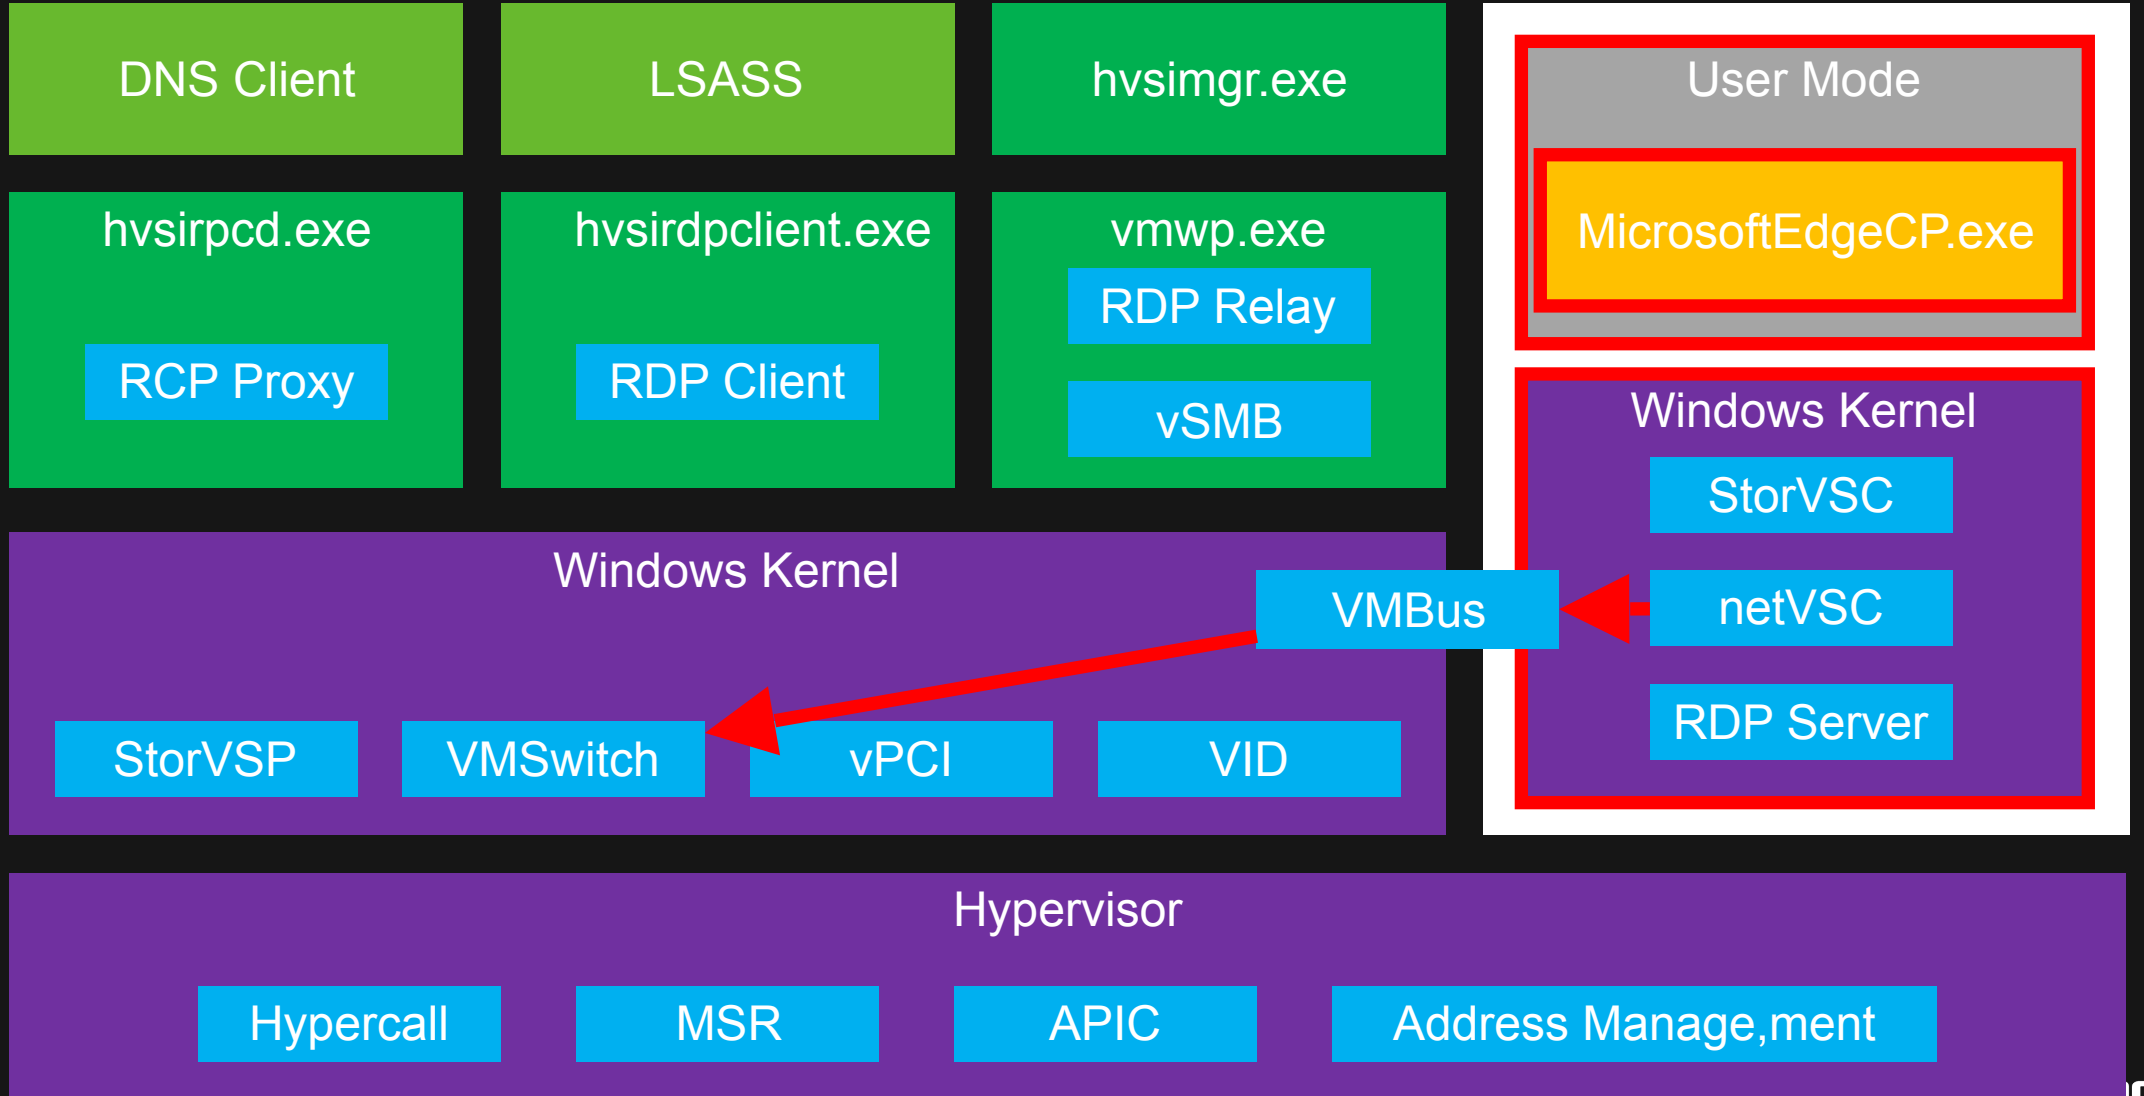 DNS Client
LSASS
hvsimgr.exe
User Mode
MicrosoftEdgeCP.exe
hvsirpcd.exe
RCP Proxy
hvsirdpclient.exe
RDP Client
vmwp.exe
RDP Relay
vSMB
Windows Kernel
StorVSC
netVSC
RDP Server
Windows Kernel
VMBus
StorVSP
VMSwitch
vPCI
VID
Hypervisor
Hypercall
MSR
APIC
Address Manage,ment